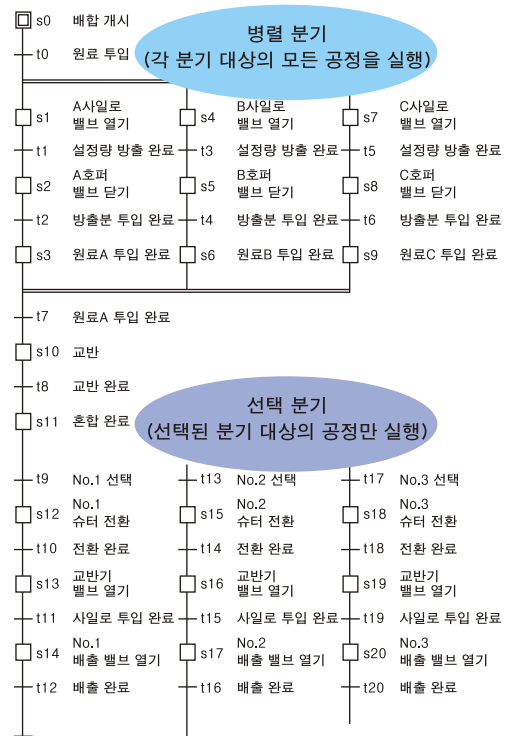 s0 배합 개시
t0 원료 투입
병렬 분기
(각 분기 대상의 모든 공정을 실행)
s1 A사일로
밸브 열기
s4 B사일로
밸브 열기
s7 C사일로
밸브 열기
t1 설정량 방출 완료
t3 설정량 방출 완료
t5 설정량 방출 완료
s2 A호퍼
밸브 닫기
s5 B호퍼
밸브 닫기
s8 C호퍼
밸브 닫기
t2 방출분 투입 완료
t4 방출분 투입 완료
t6 방출분 투입 완료
s3 원료A 투입 완료
s6 원료B 투입 완료
s9 원료C 투입 완료
t7 원료A 투입 완료
s10 교반
t8 교반 완료
s11 혼합 완료
선택 분기
(선택된 분기 대상의 공정만 실행)
t9 No.1 선택
t13 No.2 선택
t17 No.3 선택
s12 No.1
슈터 전환
s15 No.2
슈터 전환
s18 No.3
슈터 전환
t10 전환 완료
t14 전환 완료
t18 전환 완료
s13 교반기
밸브 열기
s16 교반기
밸브 열기
s19 교반기
밸브 열기
t11 사일로 투입 완료
t15 사일로 투입 완료
t19 사일로 투입 완료
s14 No.1
배출 밸브 열기
s17 No.2
배출 밸브 열기
s20 No.3
배출 밸브 열기
t12 배출 완료
t16 배출 완료
t20 배출 완료